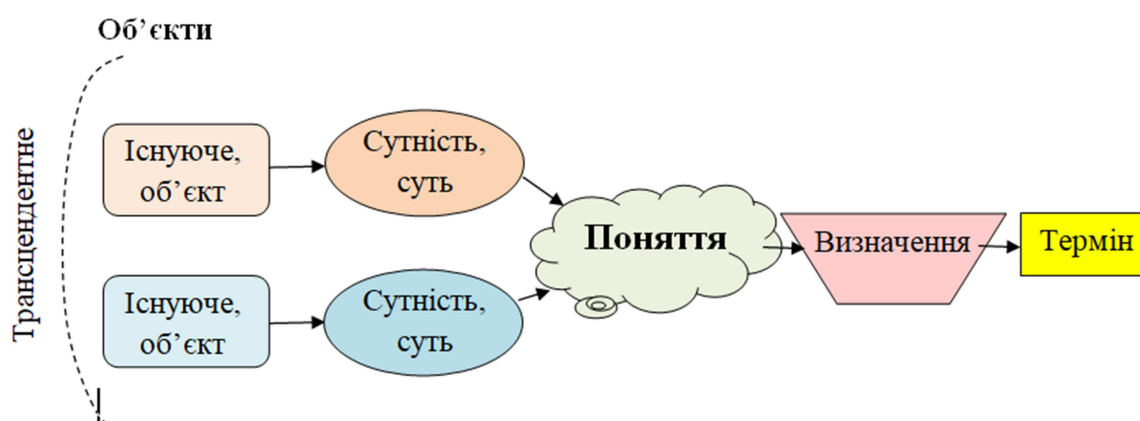 Об’єкти
Трансцендентне
Існуюче,
об’єкт
Сутність,
суть
Поняття
Визначення
Термін
Існуюче,
об’єкт
Сутність,
суть